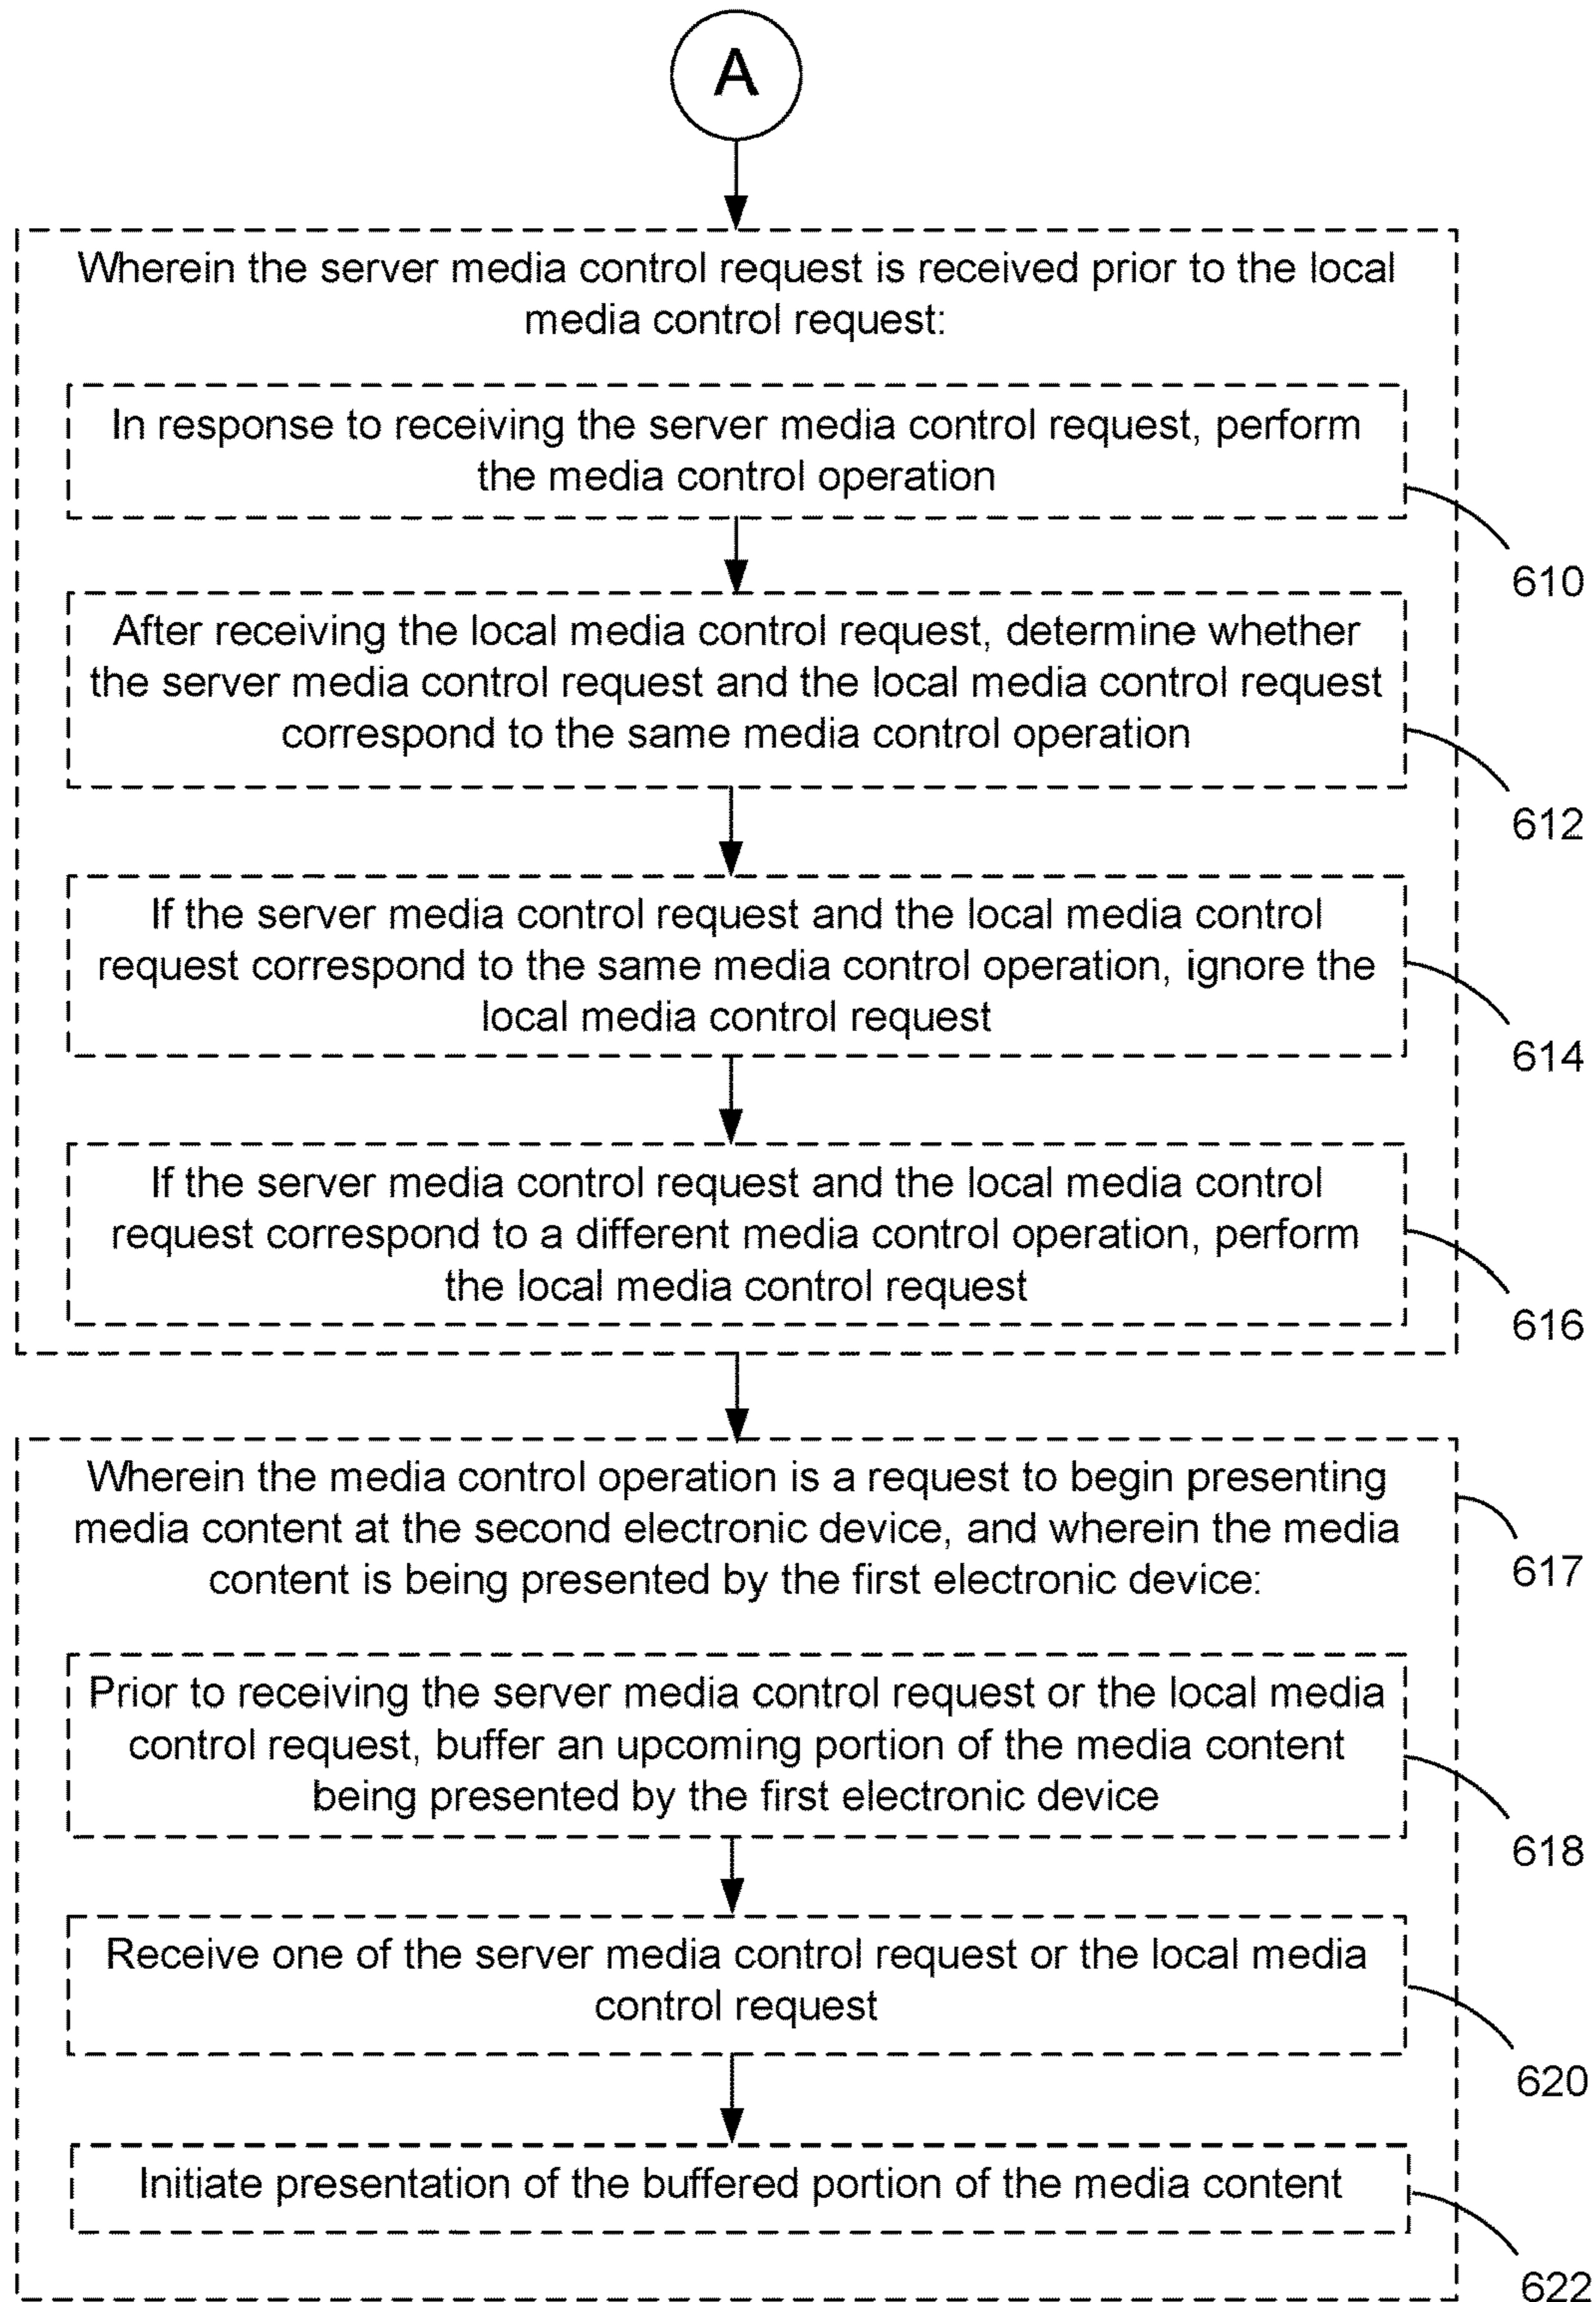 A
Wherein the server media control request is received prior to the local
media control request:
In response to receiving the server media control request, perform
the media control operation
610
After receiving the local media control request, determine whether
the server media control request and the local media control request
correspond to the same media control operation
612
If the server media control request and the local media control
request correspond to the same media control operation, ignore the
local media control request
614
If the server media control request and the local media control
request correspond to a different media control operation, perform
the local media control request
616
Wherein the media control operation is a request to begin presenting
media content at the second electronic device, and wherein the media
content is being presented by the first electronic device:
617
Prior to receiving the server media control request or the local media
control request, buffer an upcoming portion of the media content
being presented by the first electronic device
618
Receive one of the server media control request or the local media
control request
620
Initiate presentation of the buffered portion of the media content
622